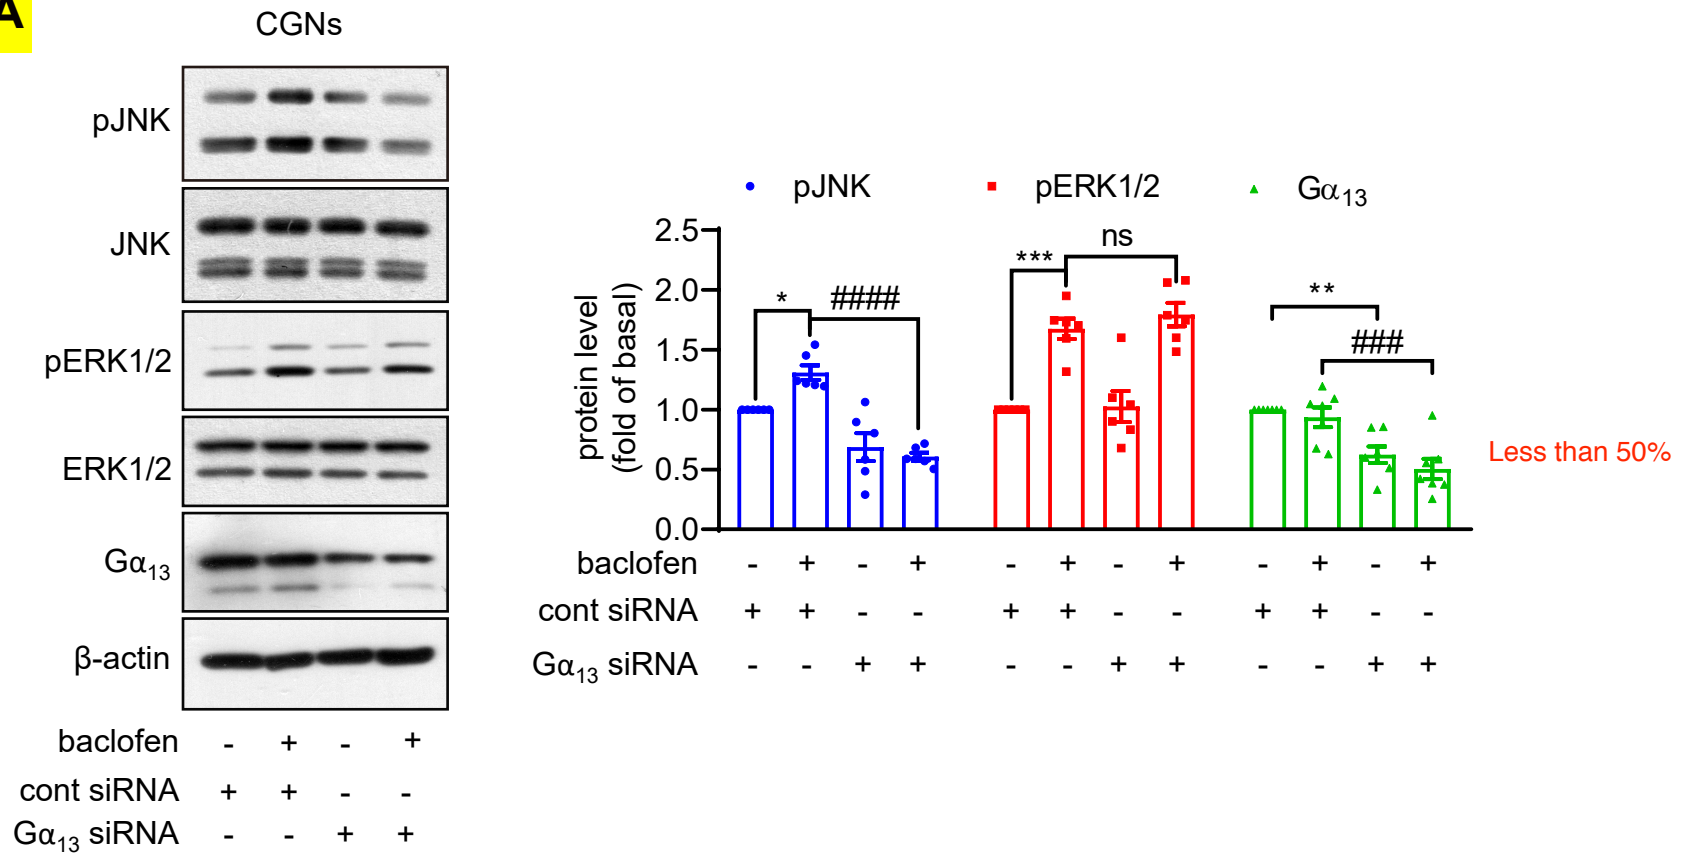 A
CGNs
pJNK
JNK
pERK1/2
ERK1/2
Gα13
β-actin
baclofen - + - +
cont siRNA + + - -
Gα13 siRNA - - + +
pJNK pERK1/2 Gα13
protein level
(fold of basal)
2.5
2.0
1.5
1.0
0.5
0.0
* ####
*** ns
** ###
Less than 50%
baclofen - + - + - + - + - + - +
cont siRNA + + - - + + - - + + - -
Gα13 siRNA - - + + - - + + - - + +